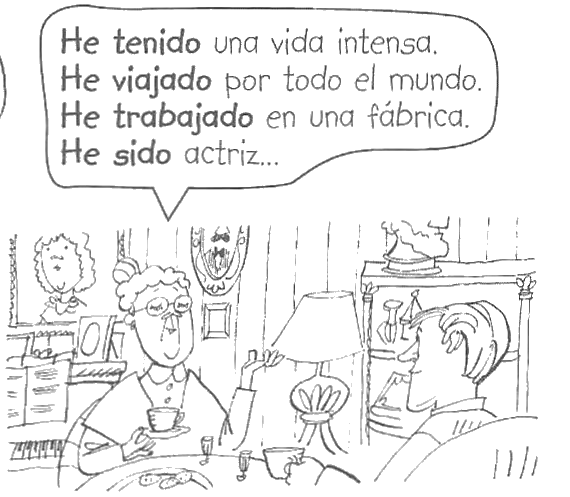 He tenido una vida intensa.
He viajado por todo el mundo.
He trabajado en una fábrica.
He sido actriz...